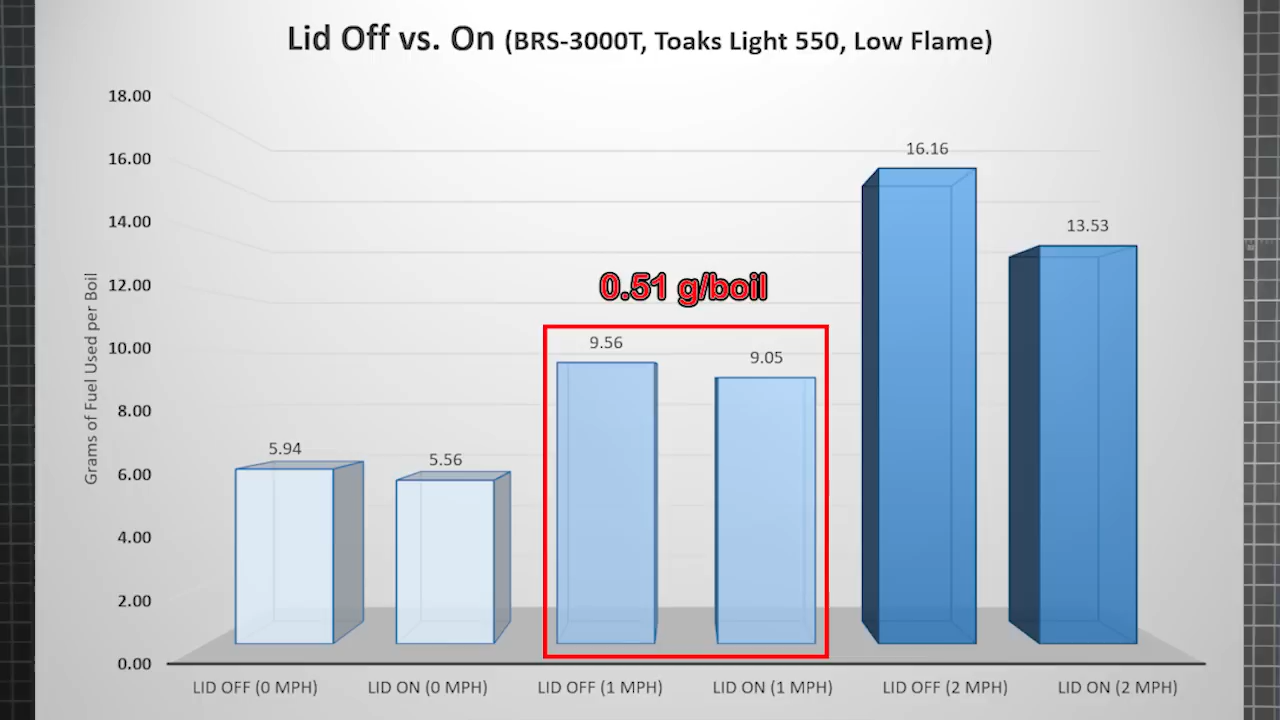 Lid Off vs. On (BRS-3000T, Toaks Light 550, Low Flame)
18.00
16.00
14.00
12.00
10.00
8.00
6.00
4.00
2.00
0.00
Grams of Fuel Used per Boil
5.94
5.56
0.51 g/boil
9.56
9.05
16.16
13.53
LID OFF (0 MPH)
LID ON (0 MPH)
LID OFF (1 MPH)
LID ON (1 MPH)
LID OFF (2 MPH)
LID ON (2 MPH)